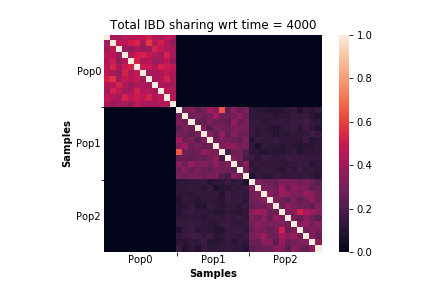 Total IBD sharing wrt time = 4000
Samples
Pop0
Pop1
Pop2
Pop0 Pop1 Pop2
Samples
1.0
0.8
0.6
0.4
0.2
0.0